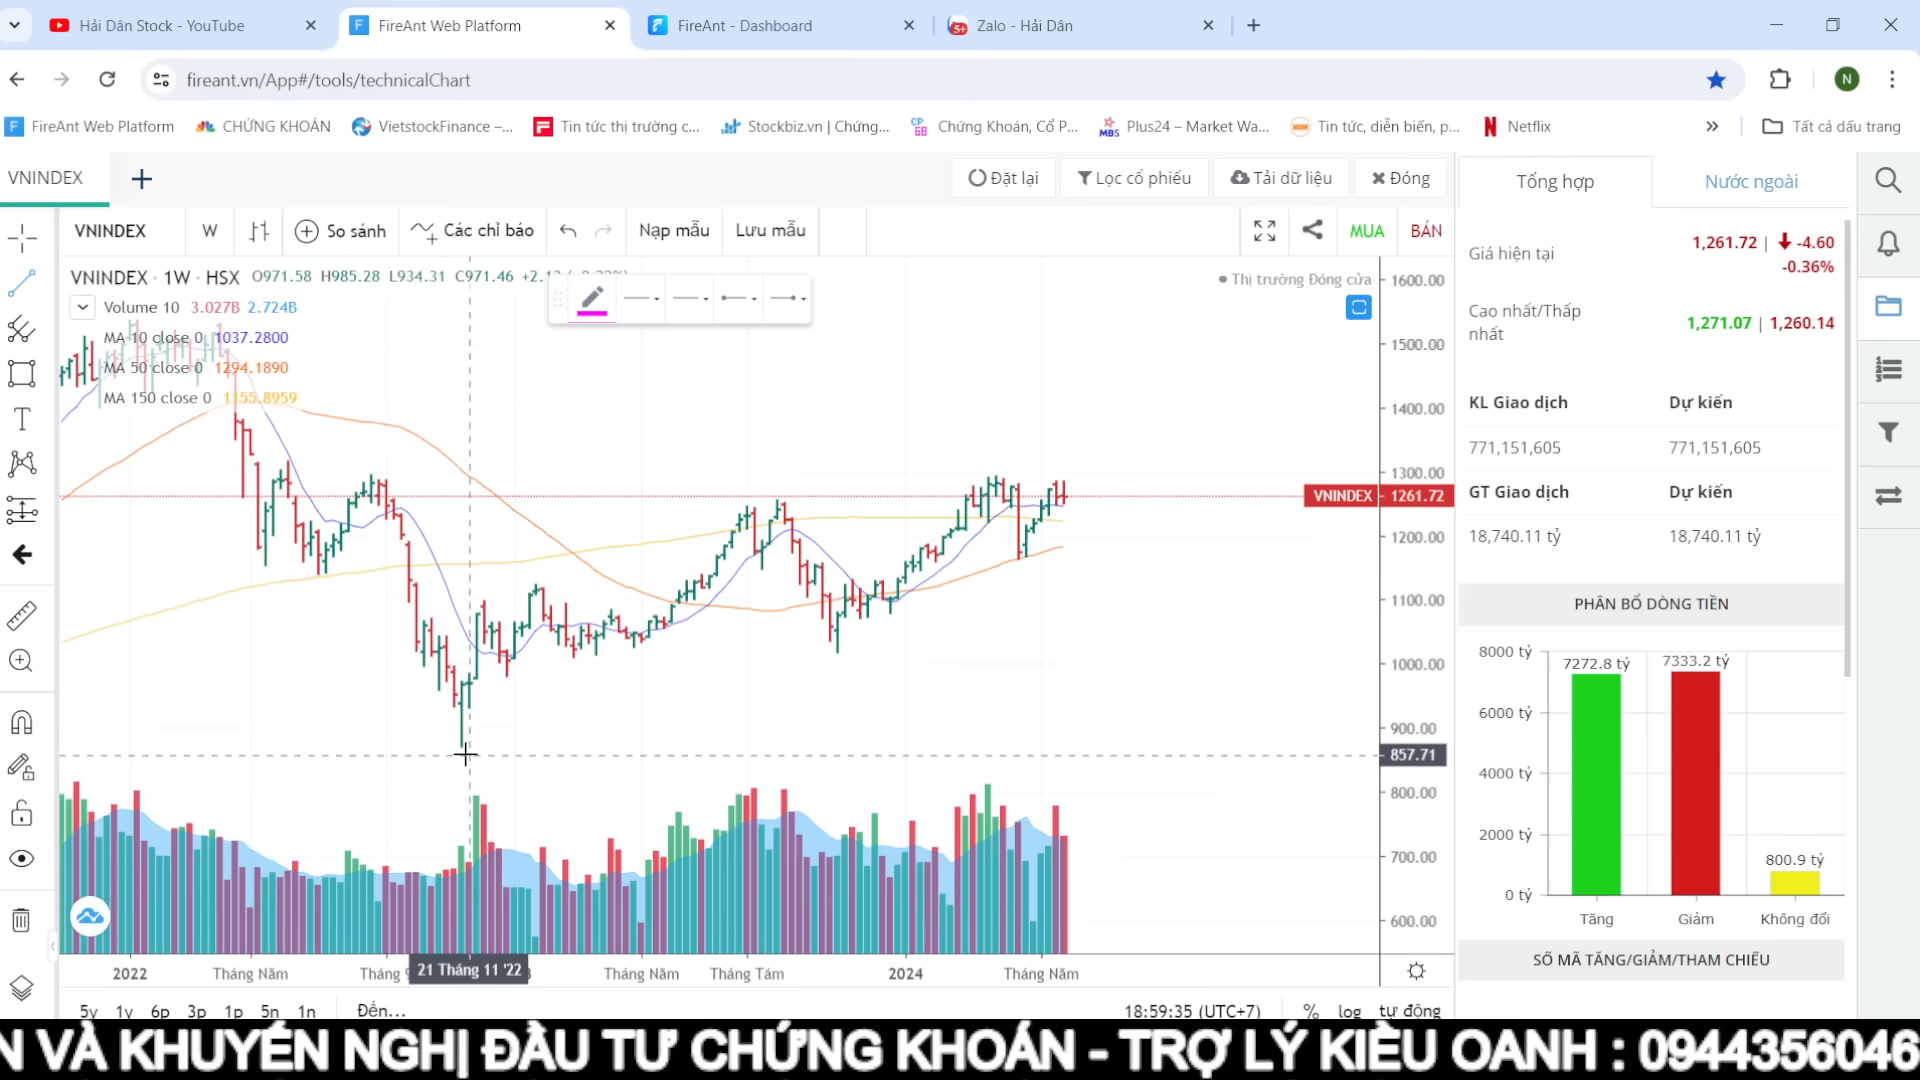 Hải Dân Stock - YouTube
FireAnt Web Platform
FireAnt - Dashboard
Zalo - Hải Dân
fireant.vn/App#/tools/technicalChart
FireAnt Web Platform
CHỨNG KHOÁN
VietstockFinance –...
Tin tức thị trường c...
Stockbiz.vn | Chứng...
Chứng Khoán, Cổ P...
Plus24 – Market Wa...
Tin tức, diễn biến, p...
Netflix
Tất cả dấu trang
VNINDEX
Đặt lại
Lọc cổ phiếu
Tải dữ liệu
Đóng
Tổng hợp
Nước ngoài
VNINDEX
W
So sánh
Các chỉ báo
Nạp mẫu
Lưu mẫu
MUA
BÁN
VNINDEX · 1W · HSX O971.58 H985.28 L934.31 C971.46
Thị trường Đóng cửa
Volume 10 3.027B 2.724B
MA 10 close 0 1037.2800
MA 50 close 0 1294.1890
MA 150 close 0 1155.8959
1600.00
1500.00
1400.00
1300.00
VNINDEX 1261.72
1200.00
1100.00
1000.00
900.00
857.71
800.00
700.00
600.00
2022
Tháng Năm
21 Tháng 11 '22
Tháng Năm
Tháng Tám
2024
Tháng Năm
5y 1y 6p 3p 1p 5n 1n Đến...
18:59:35 (UTC+7) % log tự động
Giá hiện tại
1,261.72 | -4.60
-0.36%
Cao nhất/Thấp nhất
1,271.07 | 1,260.14
KL Giao dịch Dự kiến
771,151,605 771,151,605
GT Giao dịch Dự kiến
18,740.11 tỷ 18,740.11 tỷ
PHÂN BỔ DÒNG TIỀN
8000 tỷ
6000 tỷ
4000 tỷ
2000 tỷ
0 tỷ
7272.8 tỷ
7333.2 tỷ
800.9 tỷ
Tăng Giảm Không đổi
SỐ MÃ TĂNG/GIẢM/THAM CHIẾU
N VÀ KHUYẾN NGHỊ ĐẦU TƯ CHỨNG KHOÁN - TRỢ LÝ KIỀU OANH : 0944356046